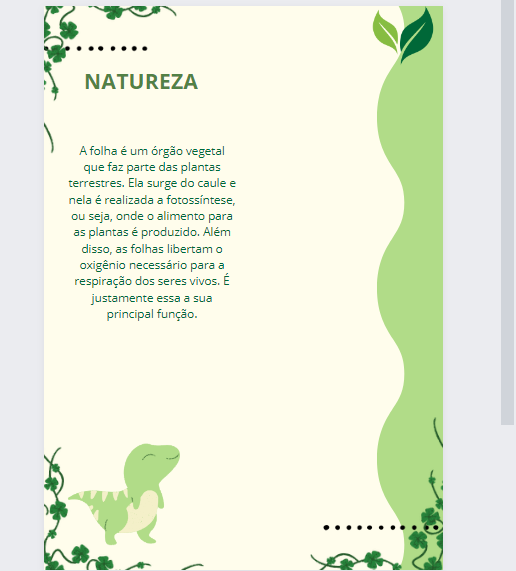 NATUREZA
A folha é um órgão vegetal
que faz parte das plantas
terrestres. Ela surge do caule e
nela é realizada a fotossíntese,
ou seja, onde o alimento para
as plantas é produzido. Além
disso, as folhas libertam o
oxigênio necessário para a
respiração dos seres vivos. É
justamente essa a sua
principal função.